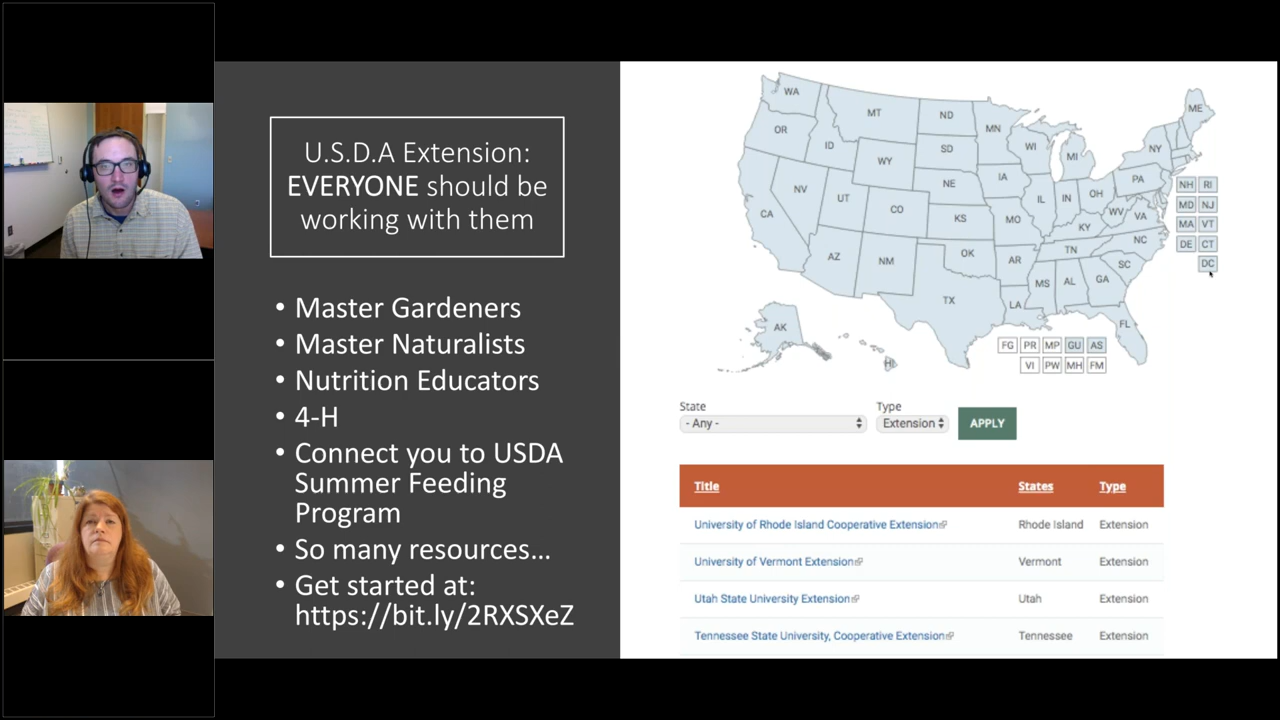 U.S.D.A Extension:
EVERYONE should be
working with them
• Master Gardeners
• Master Naturalists
• Nutrition Educators
• 4-H
• Connect you to USDA
Summer Feeding
Program
• So many resources…
• Get started at:
https://bit.ly/2RXSXeZ
WA
OR
CA
NV
ID
MT
WY
UT
AZ
CO
NM
ND
SD
NE
KS
OK
TX
MN
IA
MO
AR
LA
WI
IL
MS
MI
IN
KY
TN
AL
OH
WV
GA
FL
SC
NC
VA
PA
NY
ME
NH RI
MD NJ
MA VT
DE CT
DC
AK
HI
FG PR MP GU AS
VI PW MH FM
State
- Any -
Type
Extension
APPLY
Title States Type
University of Rhode Island Cooperative Extension Rhode Island Extension
University of Vermont Extension Vermont Extension
Utah State University Extension Utah Extension
Tennessee State University, Cooperative Extension Tennessee Extension